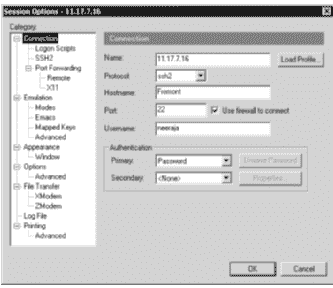 Session Options - 11.17.7.16
Category:
Connection
Logon Scripts
SSH2
Port Forwarding
Remote
X11
Emulation
Modes
Emacs
Mapped Keys
Advanced
Appearance
Window
Options
Advanced
File Transfer
XModem
ZModem
Log File
Printing
Advanced
Connection
Name: 11.17.7.16 Load Profile...
Protocol: ssh2
Hostname: Fremont
Port: 22 Use firewall to connect
Username: neeraja
Authentication
Primary: Password Unsave Password
Secondary: <None> Properties...
OK Cancel